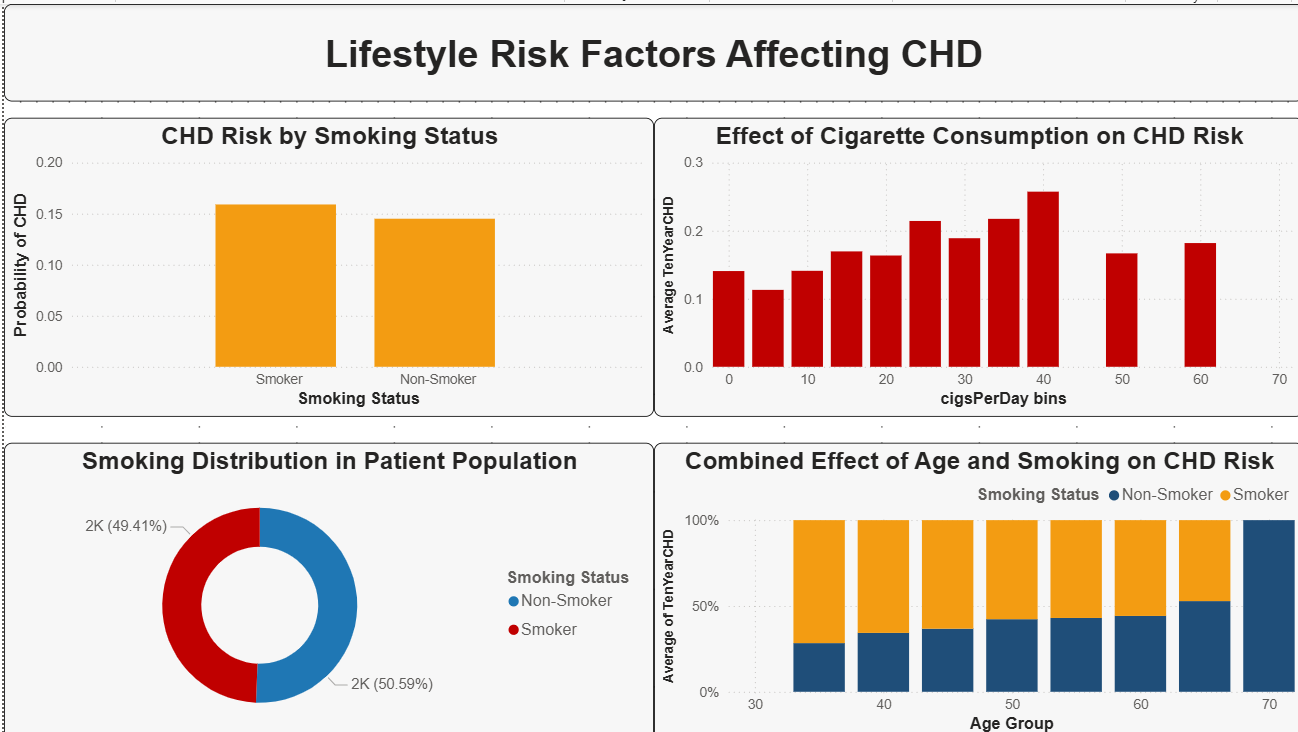 Lifestyle Risk Factors Affecting CHD
CHD Risk by Smoking Status
0.20
0.15
0.10
0.05
0.00
Probability of CHD
Smoker
Non-Smoker
Smoking Status
Effect of Cigarette Consumption on CHD Risk
0.3
0.2
0.1
0.0
Average TenYearCHD
0 10 20 30 40 50 60 70
cigsPerDay bins
Smoking Distribution in Patient Population
2K (49.41%)
2K (50.59%)
Smoking Status
Non-Smoker
Smoker
Combined Effect of Age and Smoking on CHD Risk
Smoking Status Non-Smoker Smoker
100%
50%
0%
Average of TenYearCHD
30 40 50 60 70
Age Group